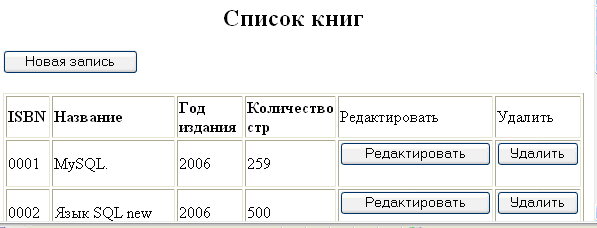 Список книг
Новая запись
ISBN Название Год издания Количество стр Редактировать Удалить
0001 MySQL. 2006 259 Редактировать Удалить
0002 Язык SQL new 2006 500 Редактировать Удалить